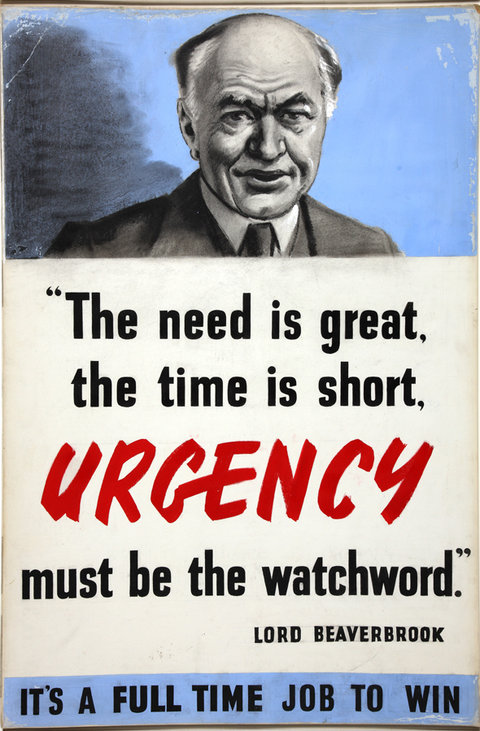 “The need is great,
the time is short,
URGENCY
must be the watchword.”
LORD BEAVERBROOK
IT'S A FULL TIME JOB TO WIN